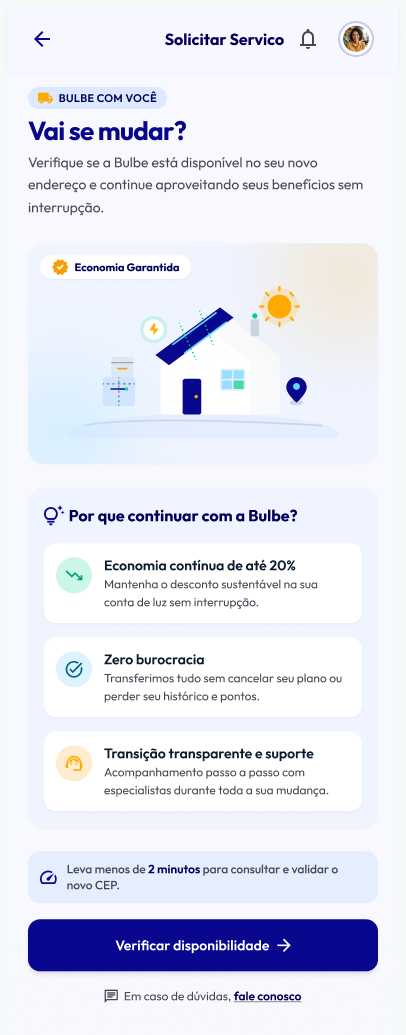 Solicitar Servico
BULBE COM VOCÊ
Vai se mudar?
Verifique se a Bulbe está disponível no seu novo
endereço e continue aproveitando seus benefícios sem
interrupção.
Economia Garantida
Por que continuar com a Bulbe?
Economia contínua de até 20%
Mantenha o desconto sustentável na sua
conta de luz sem interrupção.
Zero burocracia
Transferimos tudo sem cancelar seu plano ou
perder seu histórico e pontos.
Transição transparente e suporte
Acompanhamento passo a passo com
especialistas durante toda a sua mudança.
Leva menos de 2 minutos para consultar e validar o
novo CEP.
Verificar disponibilidade
Em caso de dúvidas, fale conosco